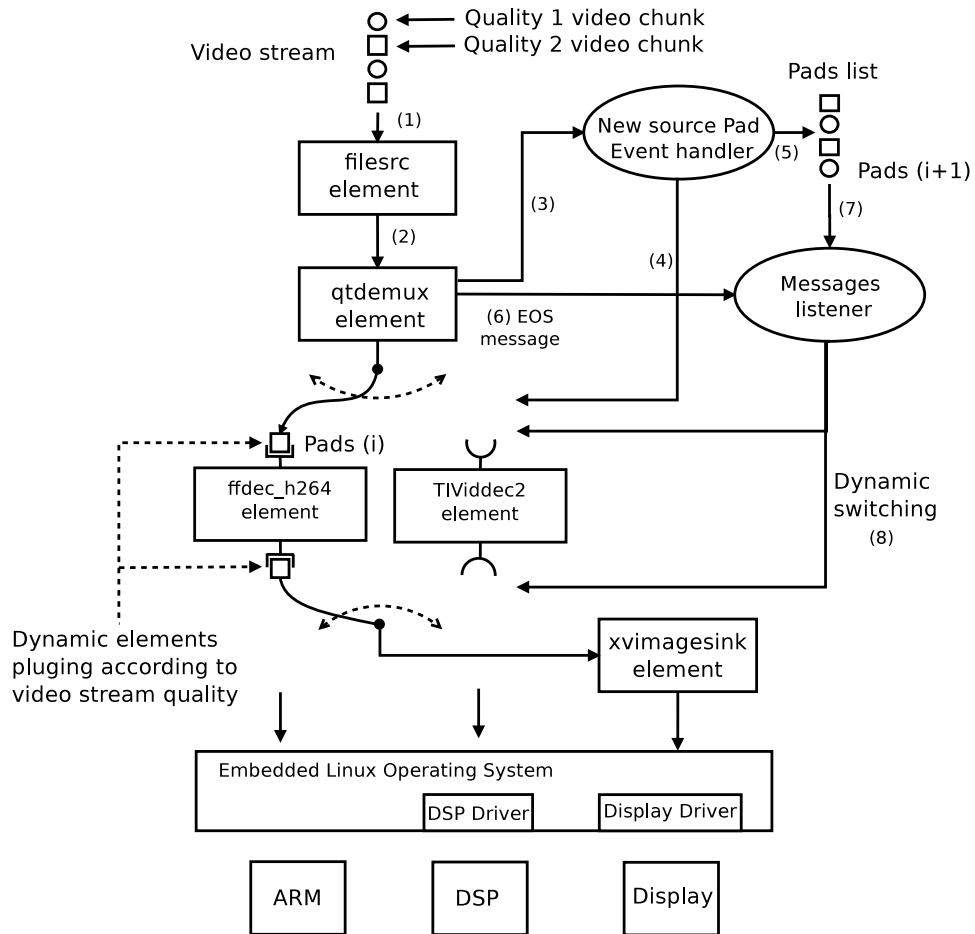 Quality 1 video chunk
Quality 2 video chunk
Video stream
Pads list
(1)
New source Pad
Event handler
(5)
filesrc
element
Pads (i+1)
(3)
(7)
(2)
(4)
qtdemux
element
Messages
listener
(6) EOS
message
Pads (i)
ffdec_h264
element
TIViddec2
element
Dynamic
switching
(8)
Dynamic elements
pluging according to
video stream quality
xvimagesink
element
Embedded Linux Operating System
DSP Driver
Display Driver
ARM
DSP
Display